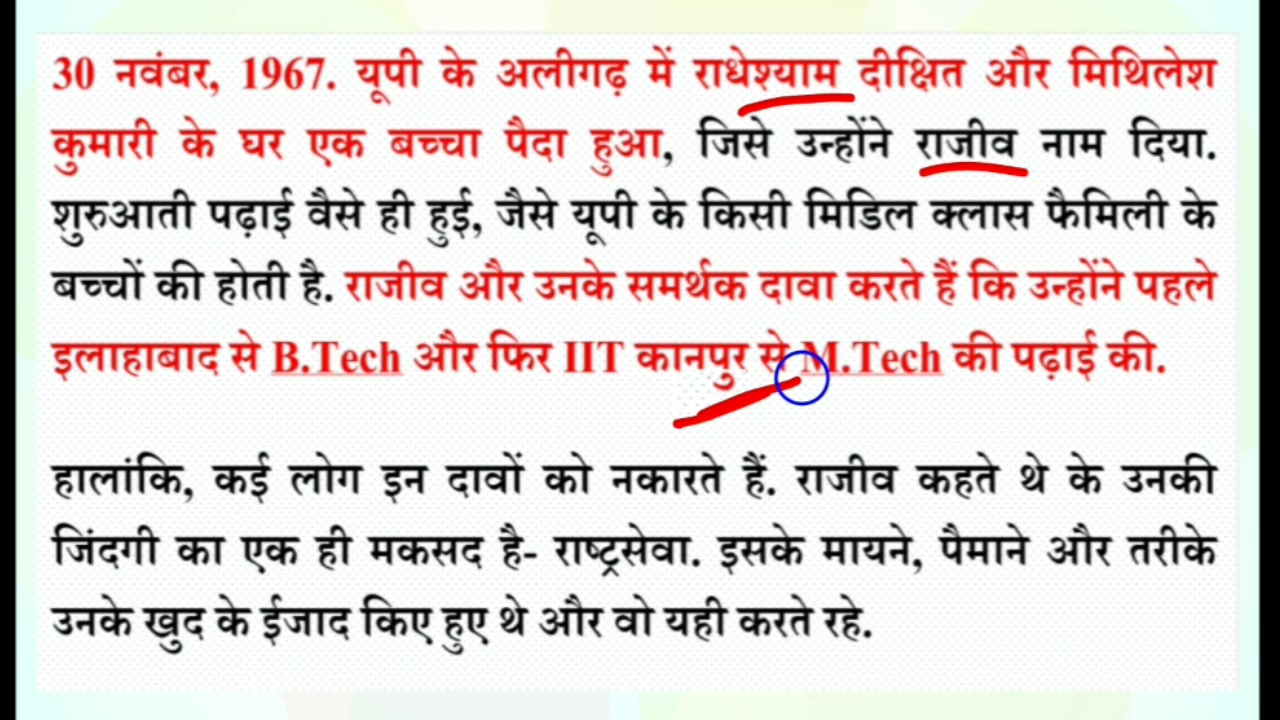 30 नवंबर, 1967. यूपी के अलीगढ़ में राधेश्याम दीक्षित और मिथिलेश
कुमारी के घर एक बच्चा पैदा हुआ, जिसे उन्होंने राजीव नाम दिया.
शुरुआती पढ़ाई वैसे ही हुई, जैसे यूपी के किसी मिडिल क्लास फैमिली के
बच्चों की होती है. राजीव और उनके समर्थक दावा करते हैं कि उन्होंने पहले
इलाहाबाद से B.Tech और फिर IIT कानपुर से M.Tech की पढ़ाई की.
हालांकि, कई लोग इन दावों को नकारते हैं. राजीव कहते थे के उनकी
जिंदगी का एक ही मकसद है- राष्ट्रसेवा. इसके मायने, पैमाने और तरीके
उनके खुद के ईजाद किए हुए थे और वो यही करते रहे.